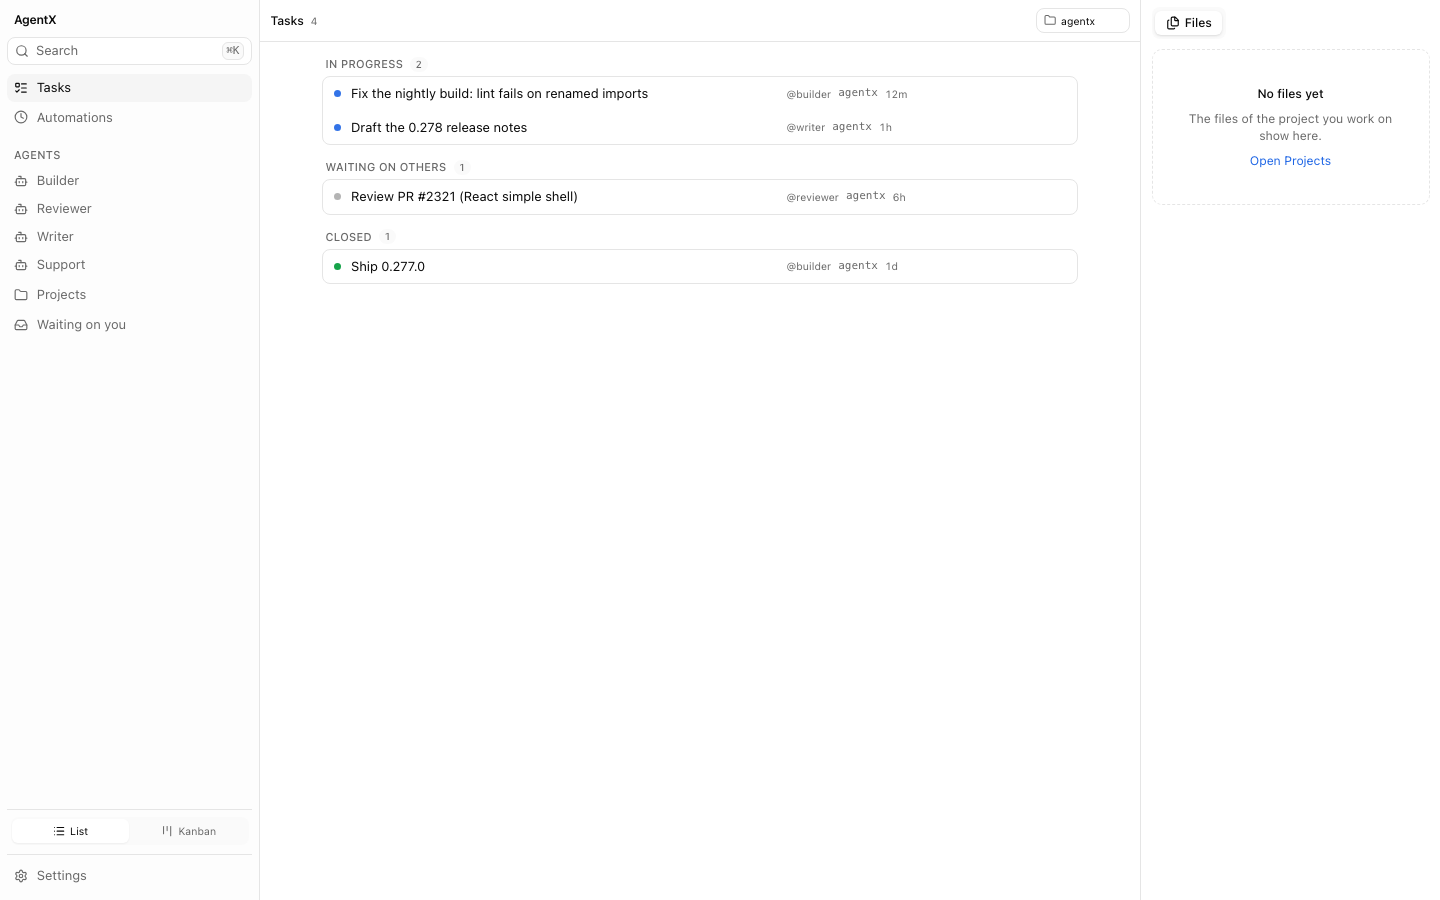 AgentX
Search ⌘K
Tasks
Automations
AGENTS
Builder
Reviewer
Writer
Support
Projects
Waiting on you
List
Kanban
Settings
Tasks 4
agentx
IN PROGRESS 2
Fix the nightly build: lint fails on renamed imports @builder agentx 12m
Draft the 0.278 release notes @writer agentx 1h
WAITING ON OTHERS 1
Review PR #2321 (React simple shell) @reviewer agentx 6h
CLOSED 1
Ship 0.277.0 @builder agentx 1d
Files
No files yet
The files of the project you work on
show here.
Open Projects